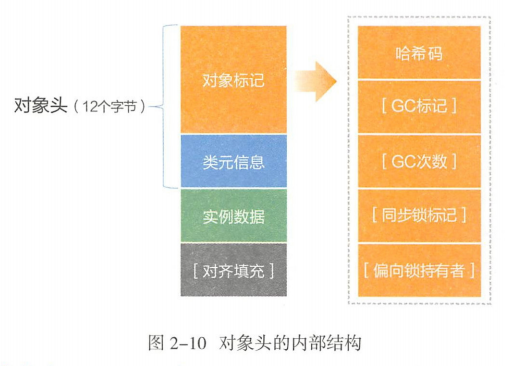 对象头（12个字节）
对象标记
类元信息
实例数据
[ 对齐填充 ]
哈希码
[ GC标记 ]
[ GC次数 ]
[ 同步锁标记 ]
[ 偏向锁持有者 ]
图 2-10 对象头的内部结构